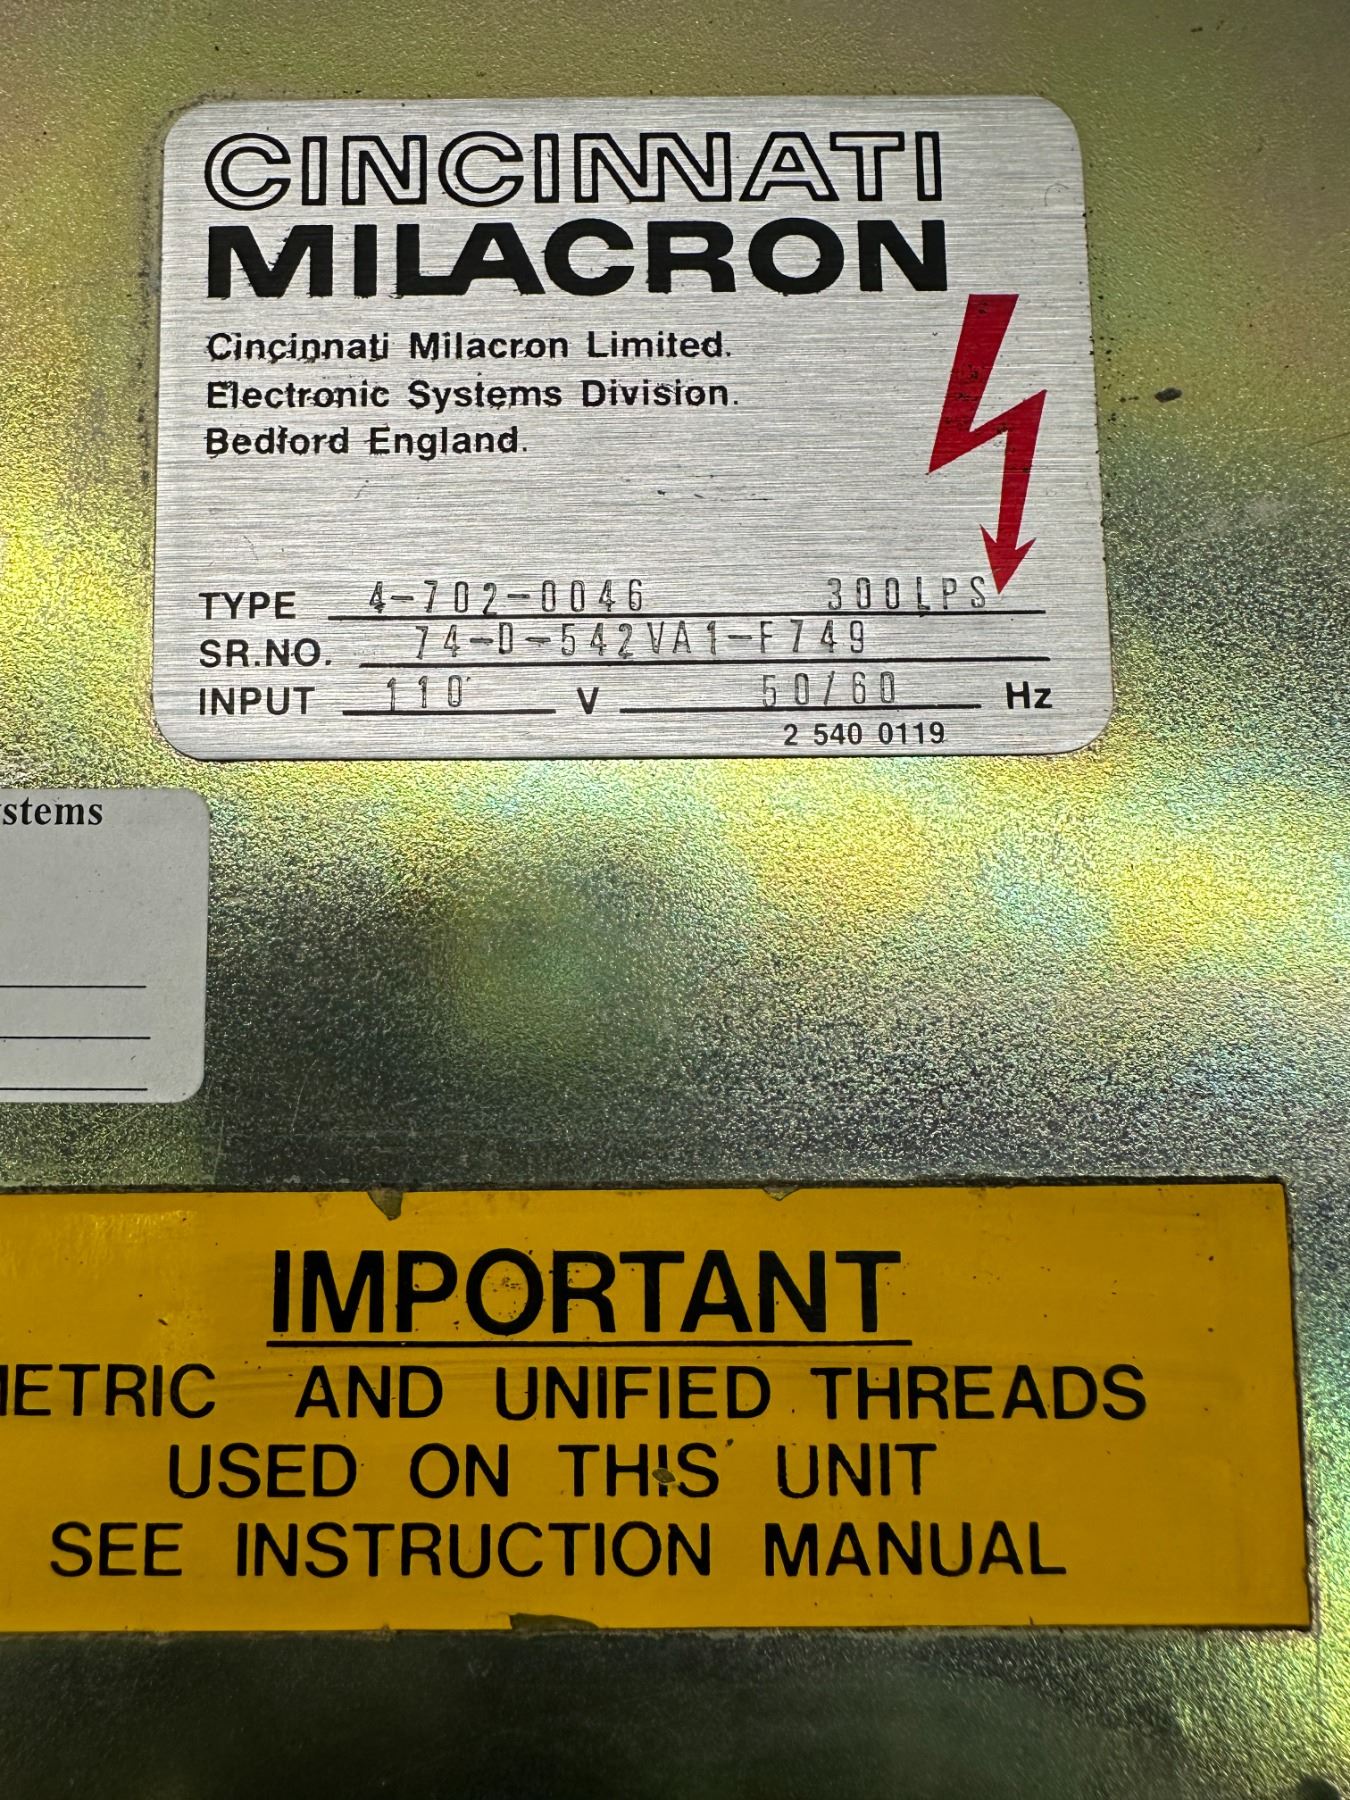 CINCINNATI
MILACRON
Cincinnati Milacron Limited.
Electronic Systems Division.
Bedford England.
TYPE 4-702-0046 300LPS
SR.NO. 74-D-542VA1-F749
INPUT 110 V 50/60 Hz
2 540 0119
stems
IMPORTANT
METRIC AND UNIFIED THREADS
USED ON THIS UNIT
SEE INSTRUCTION MANUAL